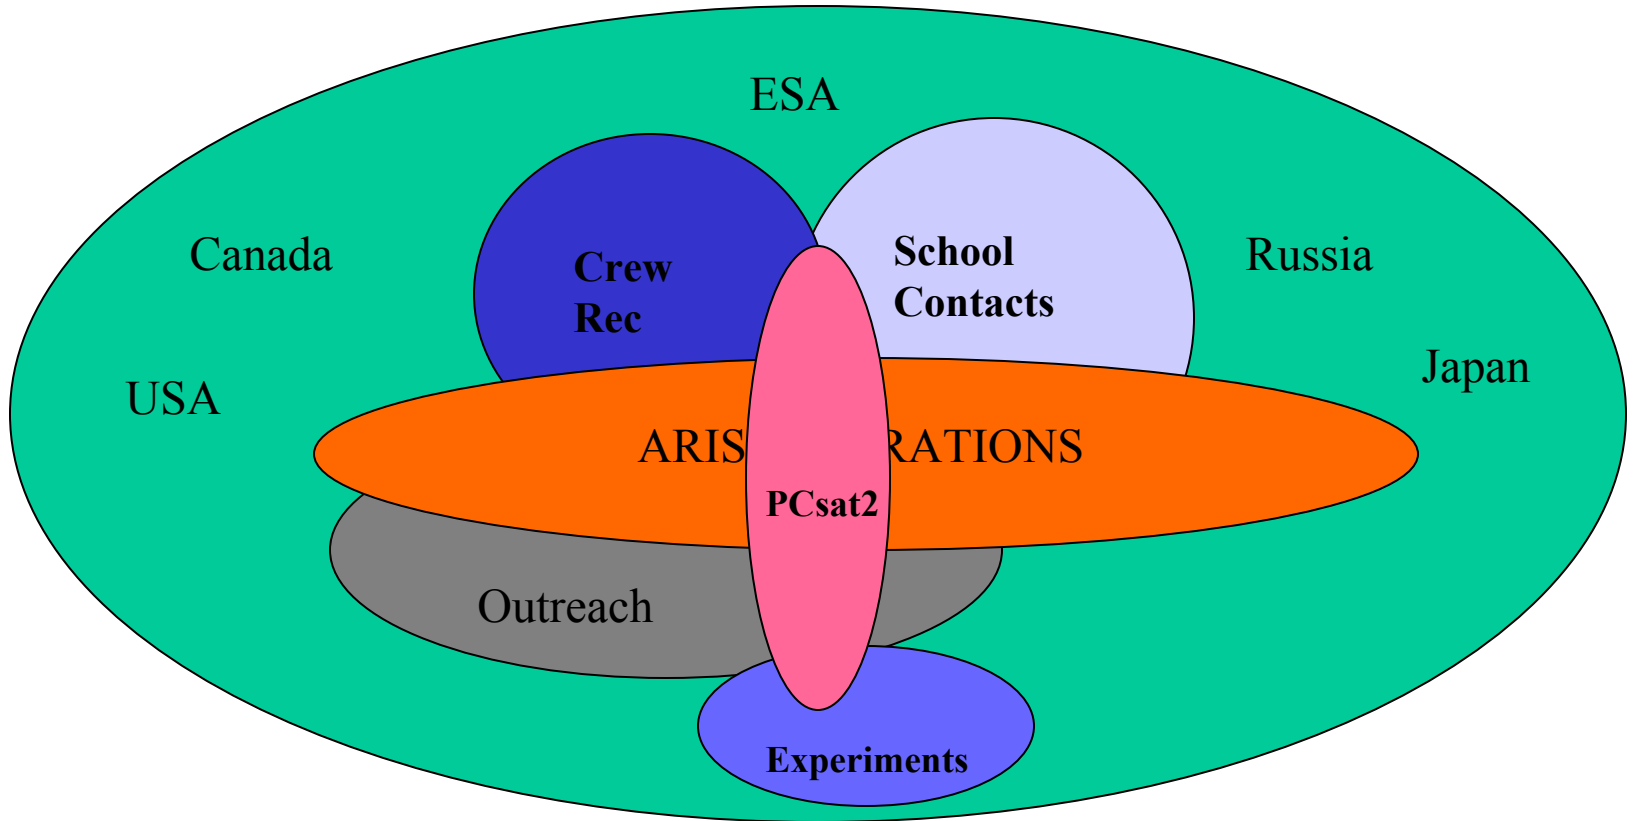 ESA
Canada
Crew
Rec
School
Contacts
Russia
USA
Japan
ARIS RATIONS
PCsat2
Outreach
Experiments